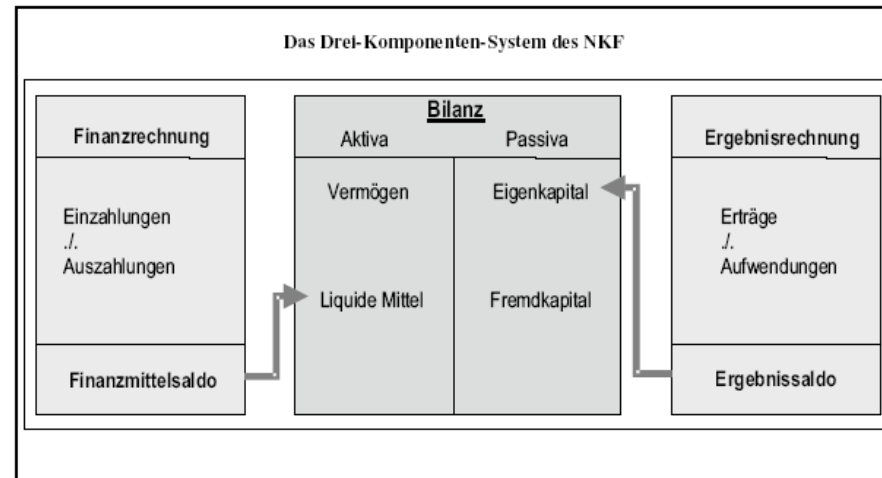 Das Drei-Komponenten-System des NKF
Finanzrechnung
Einzahlungen
./.
Auszahlungen
Finanzmittelsaldo
Bilanz
Aktiva Passiva
Vermögen Eigenkapital
Liquide Mittel Fremdkapital
Ergebnisrechnung
Erträge
./.
Aufwendungen
Ergebnissaldo